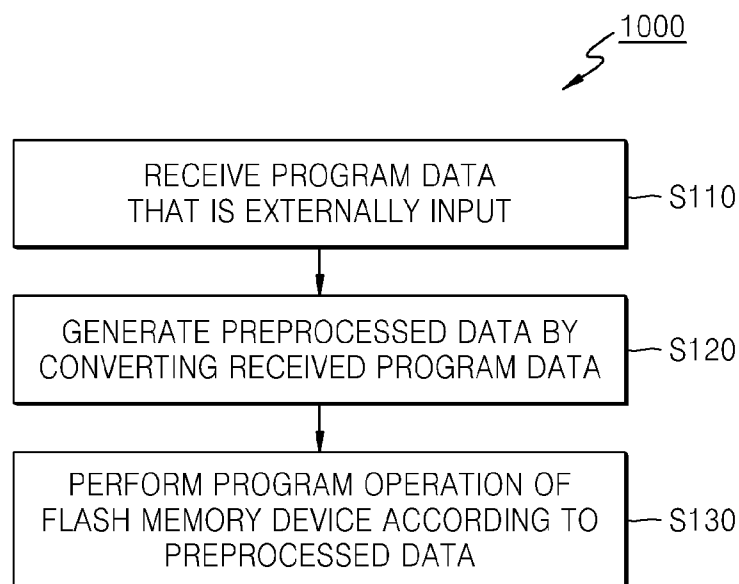 1000
RECEIVE PROGRAM DATA
THAT IS EXTERNALLY INPUT
S110
GENERATE PREPROCESSED DATA BY
CONVERTING RECEIVED PROGRAM DATA
S120
PERFORM PROGRAM OPERATION OF
FLASH MEMORY DEVICE ACCORDING TO
PREPROCESSED DATA
S130